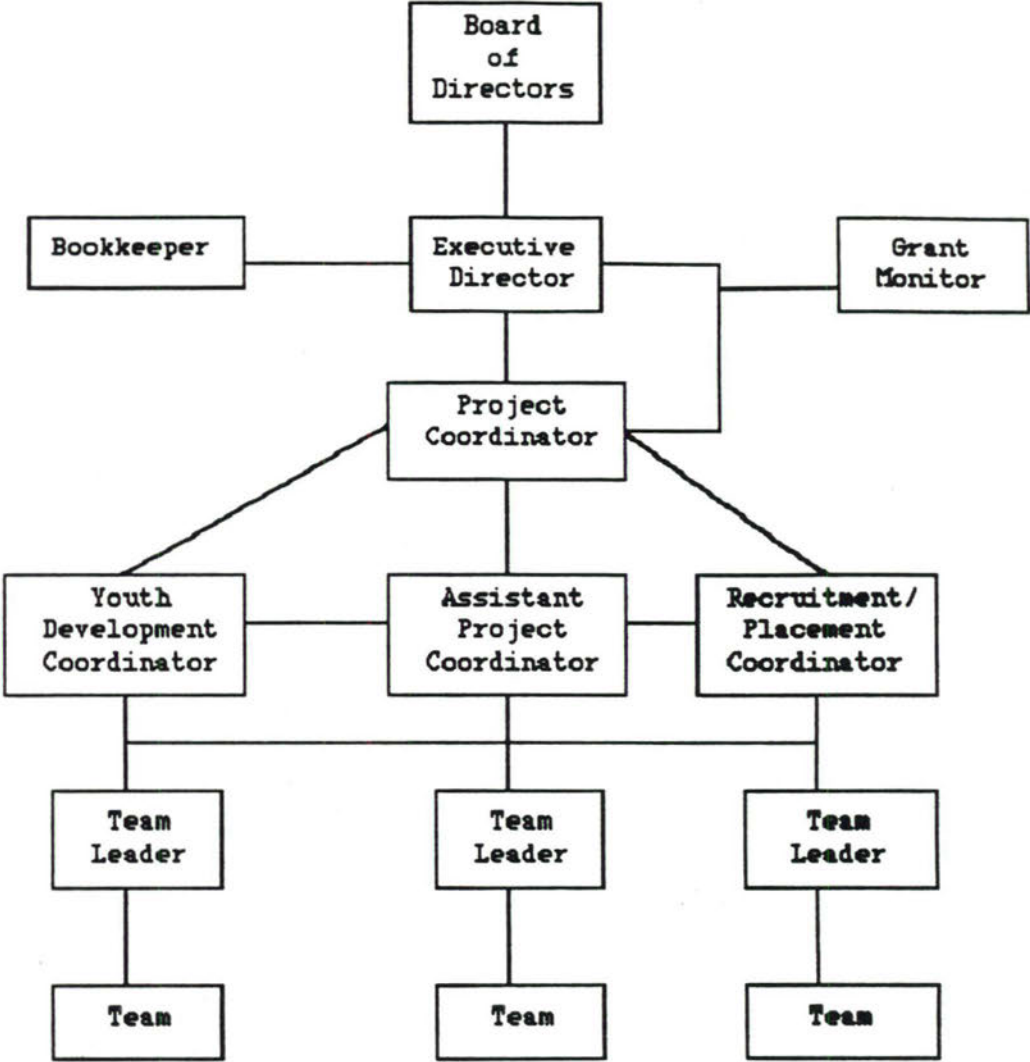 Board
of
Directors
Bookkeeper
Executive
Director
Grant
Monitor
Project
Coordinator
Youth
Development
Coordinator
Assistant
Project
Coordinator
Recruitment/
Placement
Coordinator
Team
Leader
Team
Leader
Team
Leader
Team
Team
Team